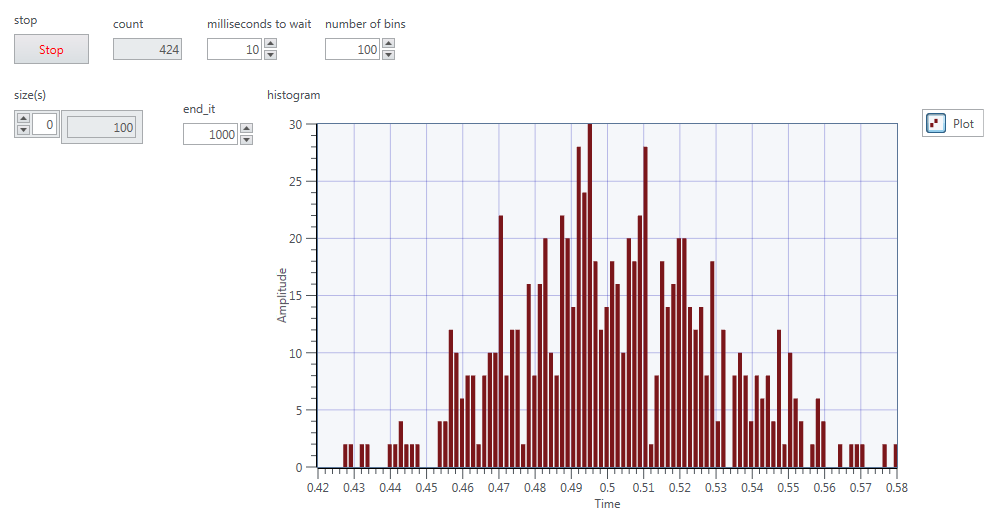 stop
count
milliseconds to wait
number of bins
Stop
424
10
100
size(s)
end_it
histogram
0
100
1000
Plot
30
25
20
15
10
5
0
Amplitude
0.42 0.43 0.44 0.45 0.46 0.47 0.48 0.49 0.5 0.51 0.52 0.53 0.54 0.55 0.56 0.57 0.58
Time